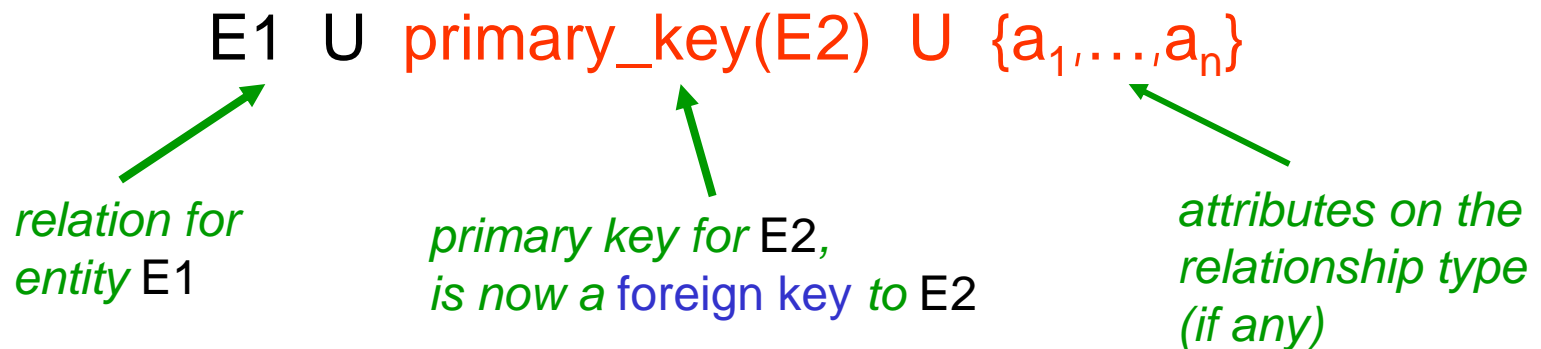 E1 U primary_key(E2) U {a1,…,an}
relation for
entity E1
primary key for E2,
is now a foreign key to E2
attributes on the
relationship type
(if any)